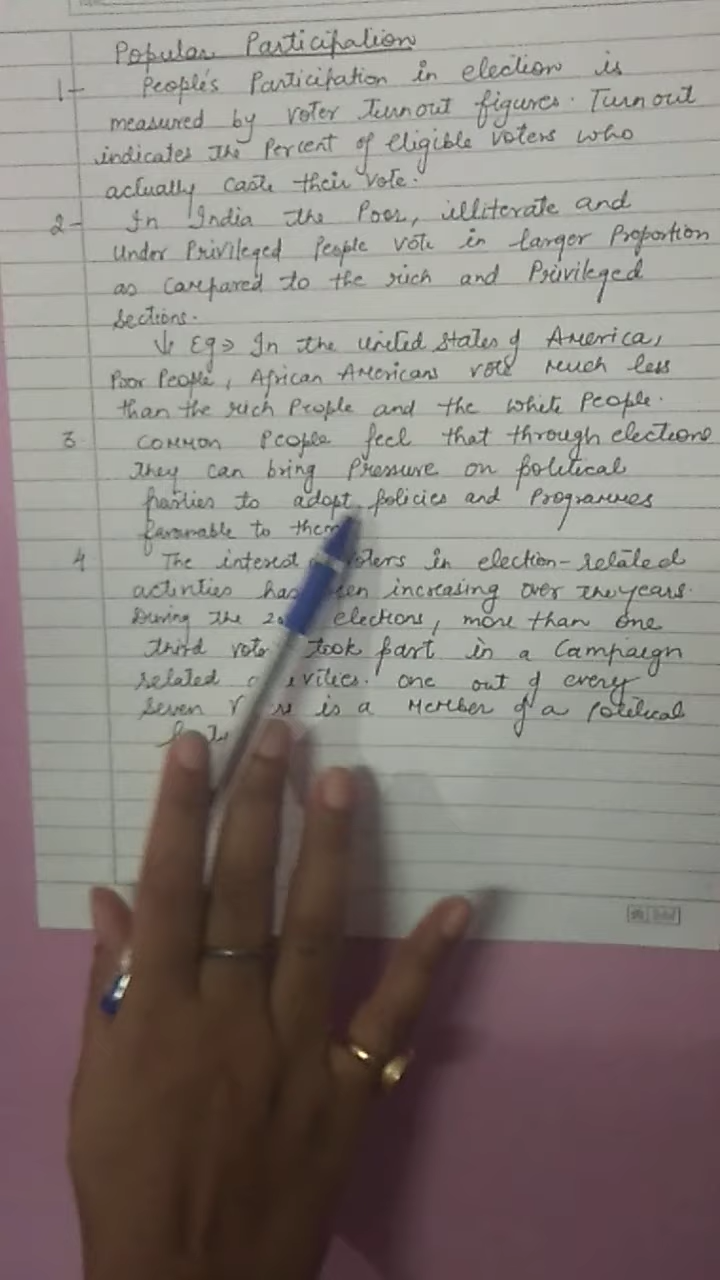 Popular Participation
1- People's Participation in election is
measured by voter Turnout figures. Turnout
indicates the Percent of eligible voters who
actually caste their vote.
2- In India the Poor, illiterate and
Under Privileged People vote in larger Proportion
as compared to the rich and Privileged
sections.
↓ Eg⇒ In the united states of America,
Poor People, African Americans vote much less
than the rich People and the white People.
3 Common People feel that through elections
they can bring Pressure on political
parties to adopt policies and Programmes
favourable to them
4 The interest voters in election-related
activities has been increasing over the years.
During the elections, more than one
third took part in a Campaign
related one out of every
seven is a Member of a political